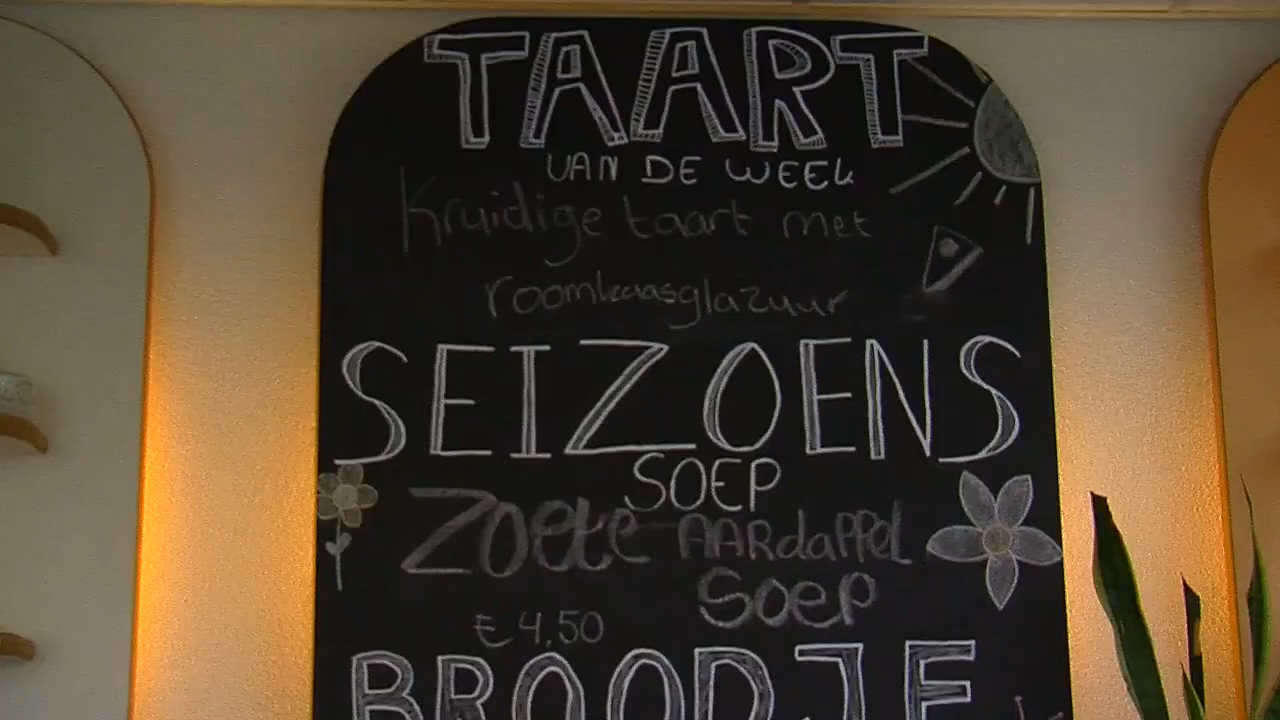 TAART
VAN DE WEEK
Kruidige taart met
roomkaasglazuur
SEIZOENS
SOEP
Zoete AARdAPPEL
Soep
€ 4,50
BROODJE